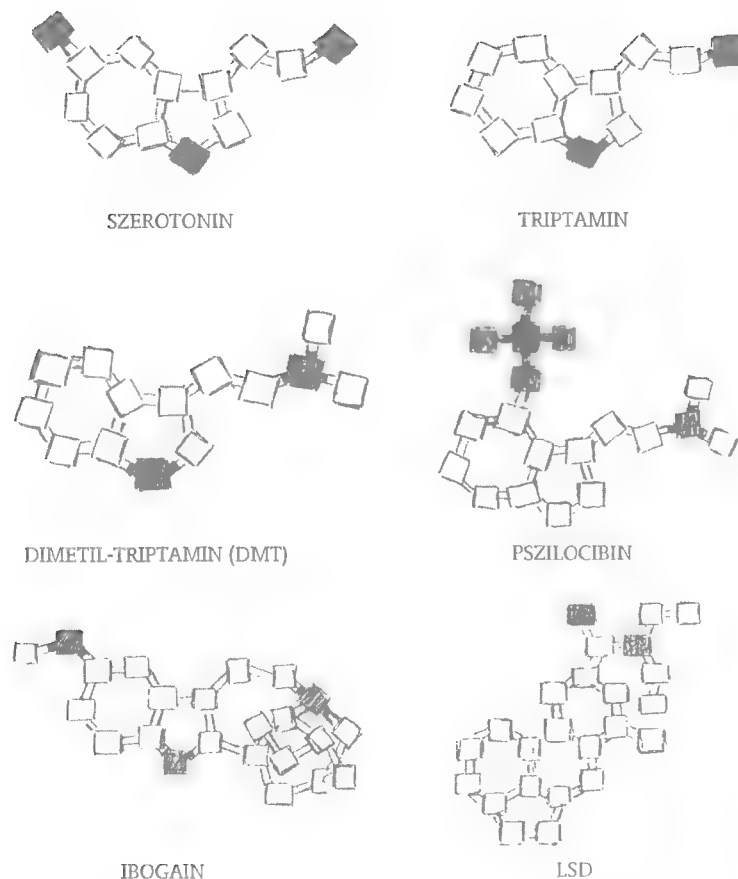 SZEROTONIN
TRIPTAMIN
DIMETIL-TRIPTAMIN (DMT)
PSZILOCIBIN
IBOGAIN
LSD